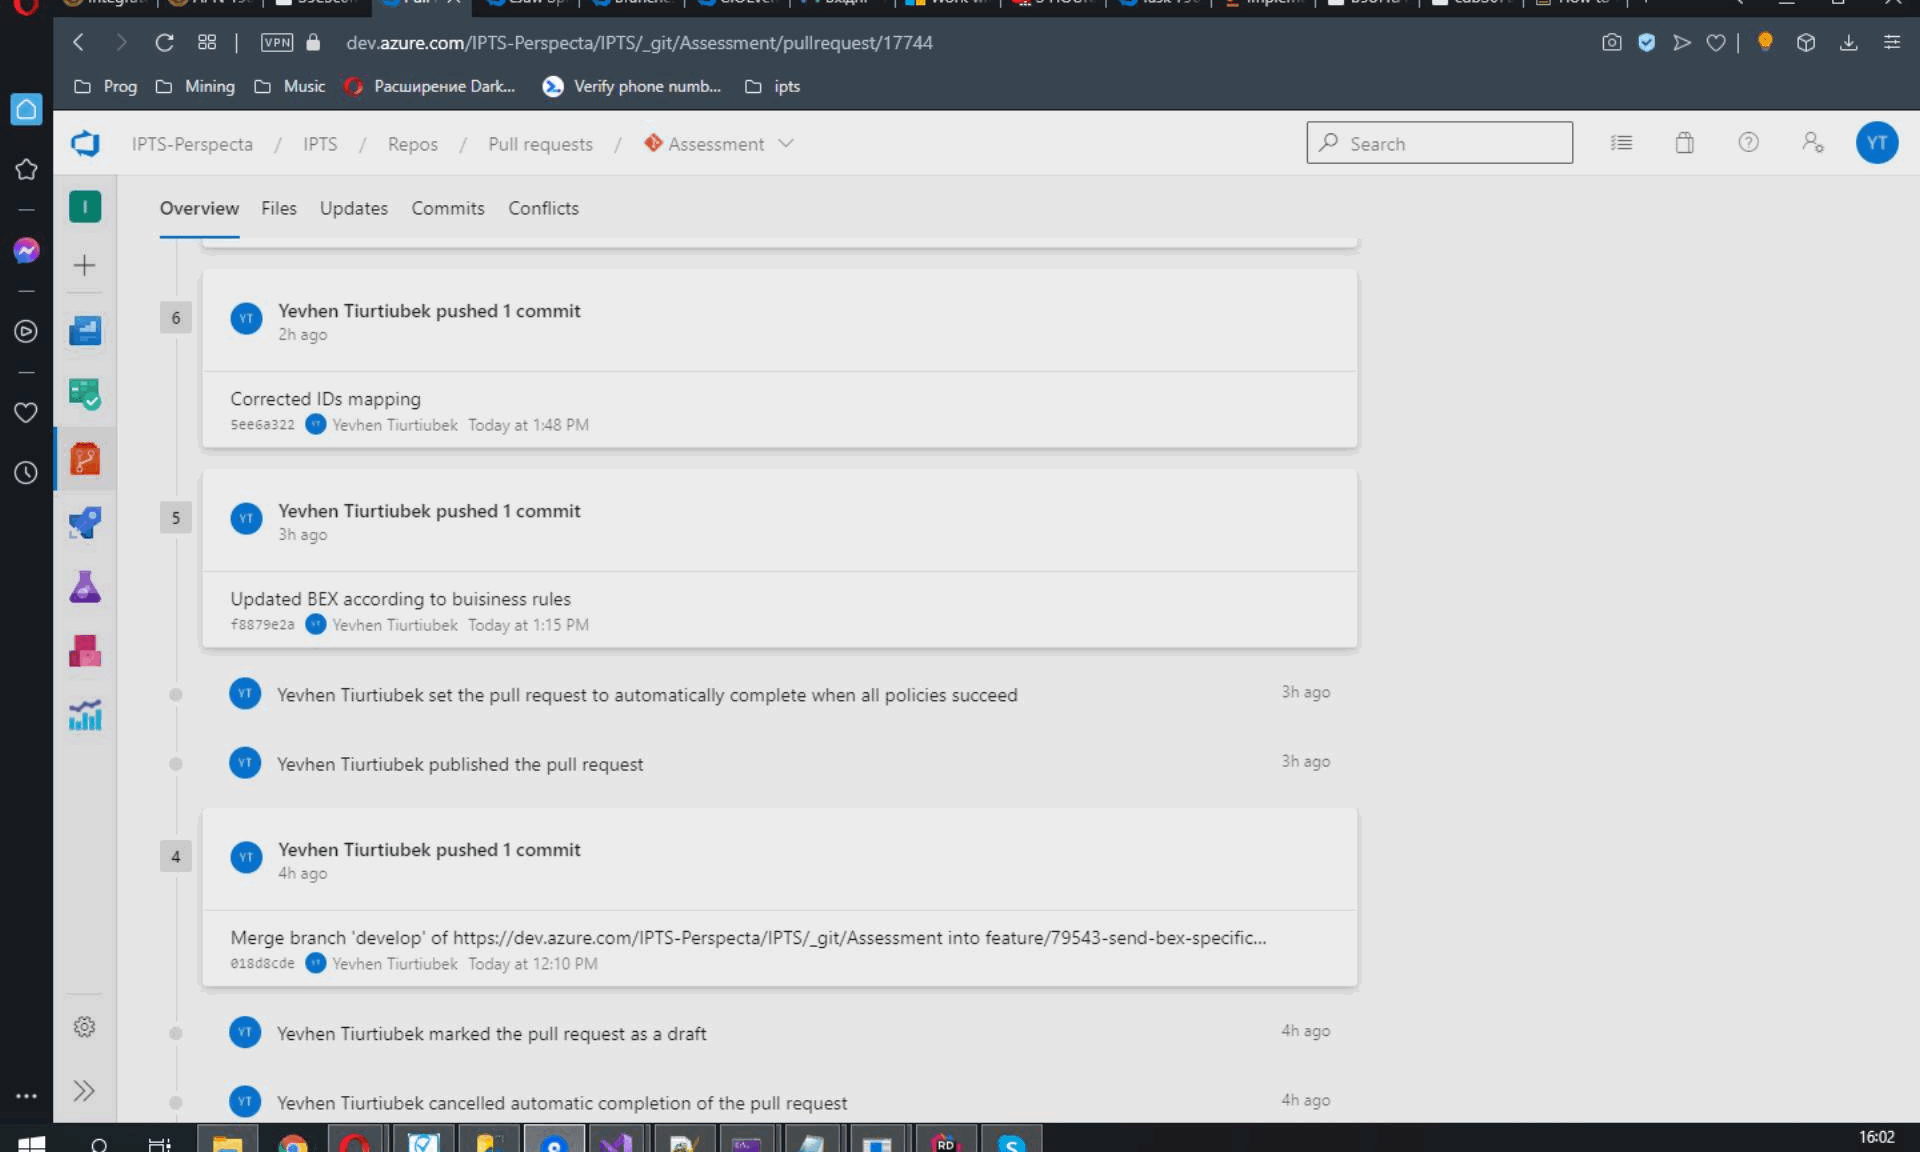 VPN
dev.azure.com/IPTS-Perspecta/IPTS/_git/Assessment/pullrequest/17744
Prog
Mining
Music
Расширение Dark...
Verify phone numb...
ipts
IPTS-Perspecta / IPTS / Repos / Pull requests / Assessment
Search
YT
I
Overview
Files
Updates
Commits
Conflicts
6
YT
Yevhen Tiurtiubek pushed 1 commit
2h ago
Corrected IDs mapping
5ee6a322 Yevhen Tiurtiubek Today at 1:48 PM
5
YT
Yevhen Tiurtiubek pushed 1 commit
3h ago
Updated BEX according to buisiness rules
f8879e2a Yevhen Tiurtiubek Today at 1:15 PM
YT
Yevhen Tiurtiubek set the pull request to automatically complete when all policies succeed
3h ago
YT
Yevhen Tiurtiubek published the pull request
3h ago
4
YT
Yevhen Tiurtiubek pushed 1 commit
4h ago
Merge branch 'develop' of https://dev.azure.com/IPTS-Perspecta/IPTS/_git/Assessment into feature/79543-send-bex-specific...
018d8cde Yevhen Tiurtiubek Today at 12:10 PM
YT
Yevhen Tiurtiubek marked the pull request as a draft
4h ago
YT
Yevhen Tiurtiubek cancelled automatic completion of the pull request
4h ago
RD
16:02